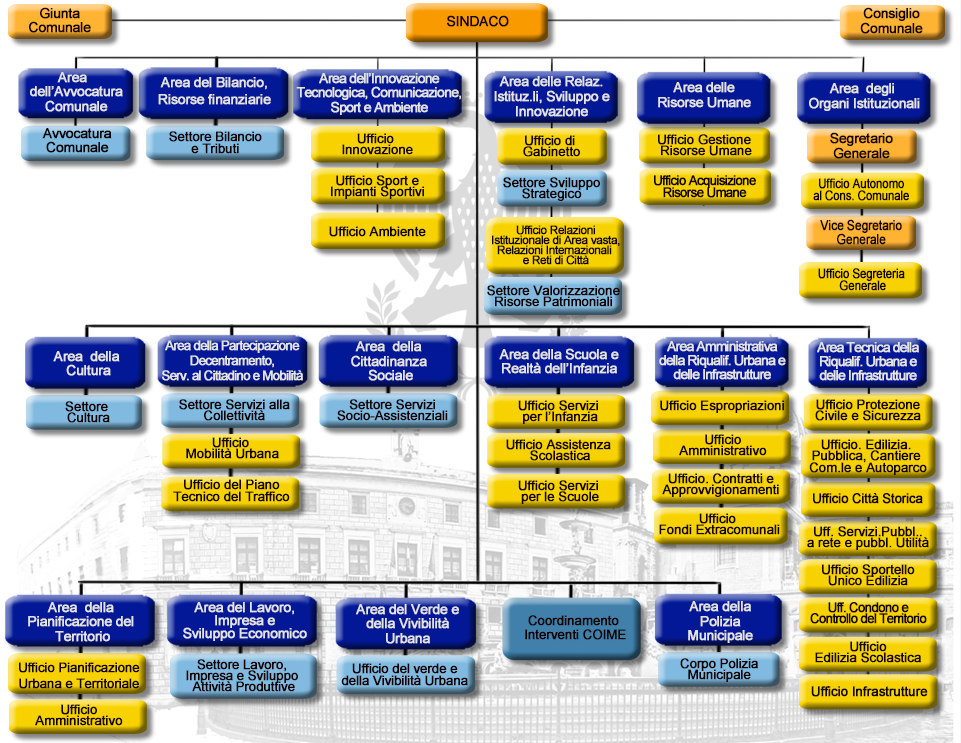 Giunta
Comunale
SINDACO
Consiglio
Comunale
Area
dell'Avvocatura
Comunale
Avvocatura
Comunale
Area del Bilancio,
Risorse finanziarie
Settore Bilancio
e Tributi
Area dell'Innovazione
Tecnologica, Comunicazione,
Sport e Ambiente
Ufficio
Innovazione
Ufficio Sport e
Impianti Sportivi
Ufficio Ambiente
Area delle Relaz.
Istituz.li, Sviluppo e
Innovazione
Ufficio di
Gabinetto
Settore Sviluppo
Strategico
Ufficio Relazioni
Istituzionale di Area vasta,
Relazioni Internazionali
e Reti di Città
Settore Valorizzazione
Risorse Patrimoniali
Area delle
Risorse Umane
Ufficio Gestione
Risorse Umane
Ufficio Acquisizione
Risorse Umane
Area degli
Organi Istituzionali
Segretario
Generale
Ufficio Autonomo
al Cons. Comunale
Vice Segretario
Generale
Ufficio Segreteria
Generale
Area della
Cultura
Settore
Cultura
Area della Partecipazione
Decentramento,
Serv. al Cittadino e Mobilità
Settore Servizi alla
Collettività
Ufficio
Mobilità Urbana
Ufficio del Piano
Tecnico del Traffico
Area della
Cittadinanza
Sociale
Settore Servizi
Socio-Assistenziali
Area della Scuola e
Realtà dell'Infanzia
Ufficio Servizi
per l'Infanzia
Ufficio Assistenza
Scolastica
Ufficio Servizi
per le Scuole
Area Amministrativa
della Riqualif. Urbana e
delle Infrastrutture
Ufficio Espropriazioni
Ufficio
Amministrativo
Ufficio. Contratti e
Approvvigionamenti
Ufficio
Fondi Extracomunali
Area Tecnica della
Riqualif. Urbana e
delle Infrastrutture
Ufficio Protezione
Civile e Sicurezza
Ufficio. Edilizia.
Pubblica, Cantiere
Com.le e Autoparco
Ufficio Città Storica
Uff. Servizi.Pubbl..
a rete e pubbl. Utilità
Ufficio Sportello
Unico Edilizia
Uff. Condono e
Controllo del Territorio
Ufficio
Edilizia Scolastica
Ufficio Infrastrutture
Area della
Pianificazione del
Territorio
Ufficio Pianificazione
Urbana e Territoriale
Ufficio
Amministrativo
Area del Lavoro,
Impresa e
Sviluppo Economico
Settore Lavoro,
Impresa e Sviluppo
Attività Produttive
Area del Verde e
della Vivibilità
Urbana
Ufficio del verde e
della Vivibilità Urbana
Coordinamento
Interventi COIME
Area della
Polizia
Municipale
Corpo Polizia
Municipale